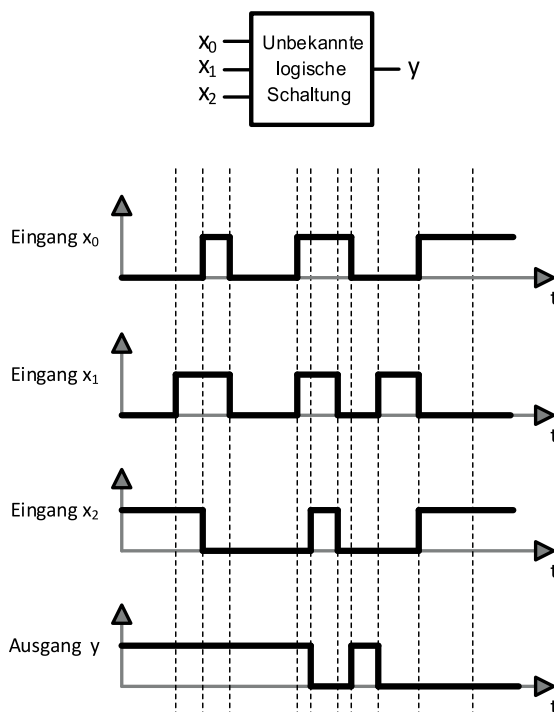 x₀
x₁
x₂
Unbekannte
logische
Schaltung
y
Eingang x₀
t
Eingang x₁
t
Eingang x₂
t
Ausgang y
t